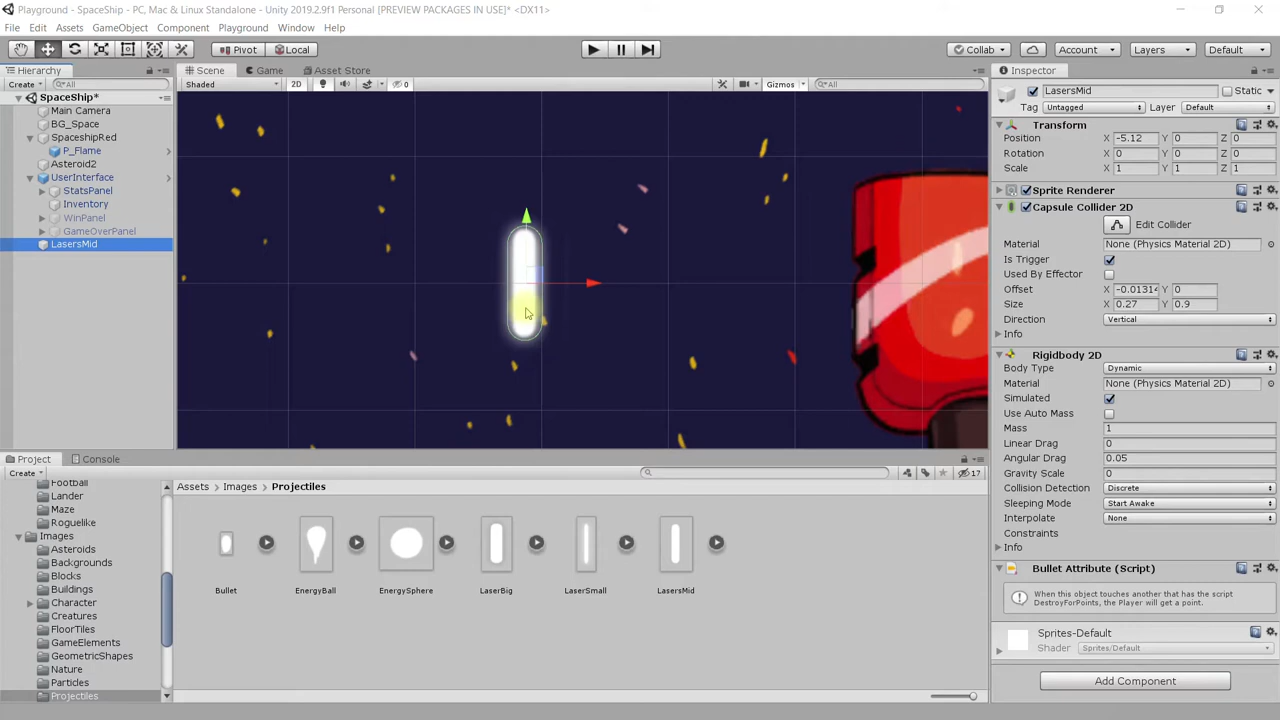 Playground - SpaceShip - PC, Mac & Linux Standalone - Unity 2019.2.9f1 Personal [PREVIEW PACKAGES IN USE]* <DX11>
File Edit Assets GameObject Component Playground Window Help
Pivot Local Collab Account Layers Default
Hierarchy Scene Game Asset Store Inspector
Create All Shaded 2D 0 Gizmos All LasersMid Static
SpaceShip* Tag Untagged Layer Default
Main Camera
BG_Space
SpaceshipRed
P_Flame
Asteroid2
UserInterface
StatsPanel
Inventory
WinPanel
GameOverPanel
LasersMid
Transform
Position X -5.12 Y 0 Z 0
Rotation X 0 Y 0 Z 0
Scale X 1 Y 1 Z 1
Sprite Renderer
Capsule Collider 2D
Edit Collider
Material None (Physics Material 2D)
Is Trigger
Used By Effector
Offset X -0.01314 Y 0
Size X 0.27 Y 0.9
Direction Vertical
Info
Rigidbody 2D
Body Type Dynamic
Material None (Physics Material 2D)
Simulated
Use Auto Mass
Mass 1
Linear Drag 0
Angular Drag 0.05
Gravity Scale 0
Collision Detection Discrete
Sleeping Mode Start Awake
Interpolate None
Constraints
Info
Bullet Attribute (Script)
When this object touches another that has the script
DestroyForPoints, the Player will get a point.
Sprites-Default
Shader Sprites/Default
Add Component
Project Console
Create 17
Football
Lander
Maze
Roguelike
Images
Asteroids
Backgrounds
Blocks
Buildings
Character
Creatures
FloorTiles
GameElements
GeometricShapes
Nature
Particles
Projectiles
Assets Images Projectiles
Bullet EnergyBall EnergySphere LaserBig LaserSmall LasersMid